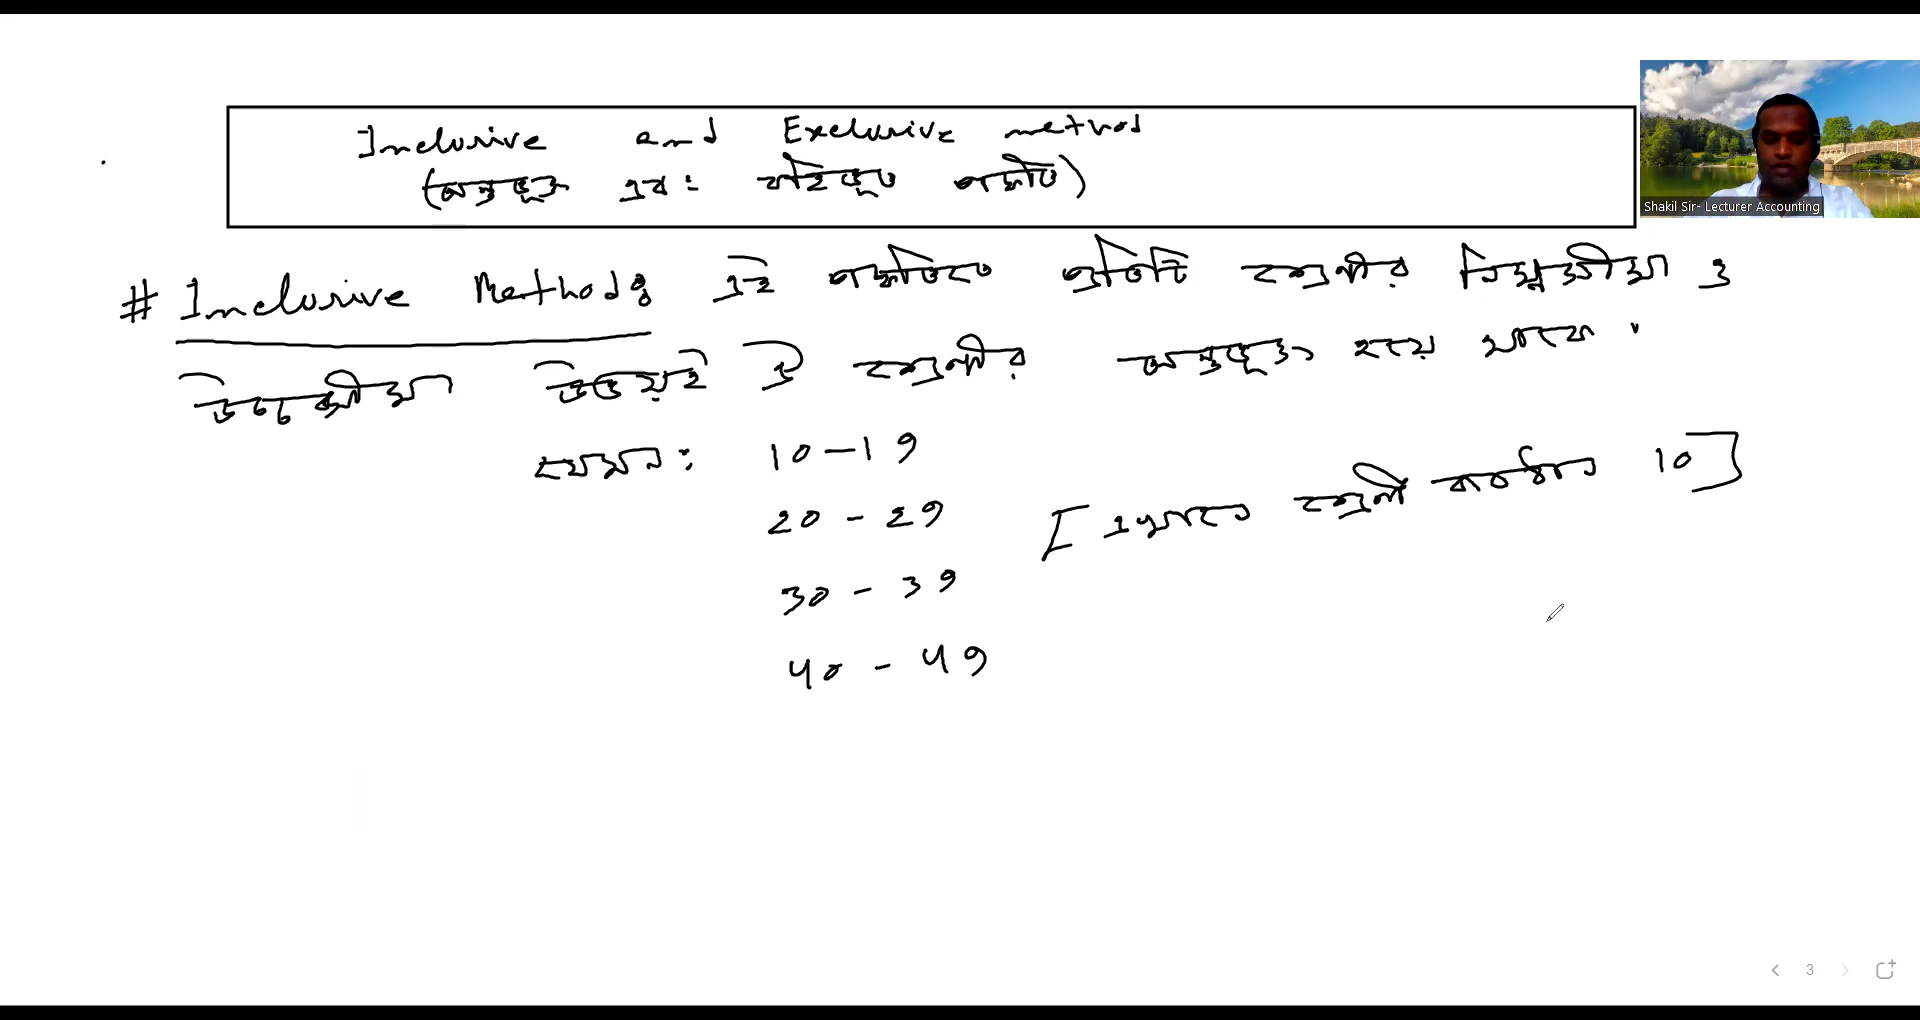 Inclusive and Exclusive method
(অন্তর্ভুক্ত এবং বহির্ভূত পদ্ধতি)
Shakil Sir- Lecturer Accounting
# Inclusive Method: এই পদ্ধতিতে প্রতিটি শ্রেণীর নিম্নসীমা ও
উচ্চসীমা উভয়ই ঐ শ্রেণীর অন্তর্ভুক্ত হয়ে থাকে।
যেমন: 10-19
20 - 29
30 - 39
40 - 49
[এখানে শ্রেণী ব্যবধান 10]
3